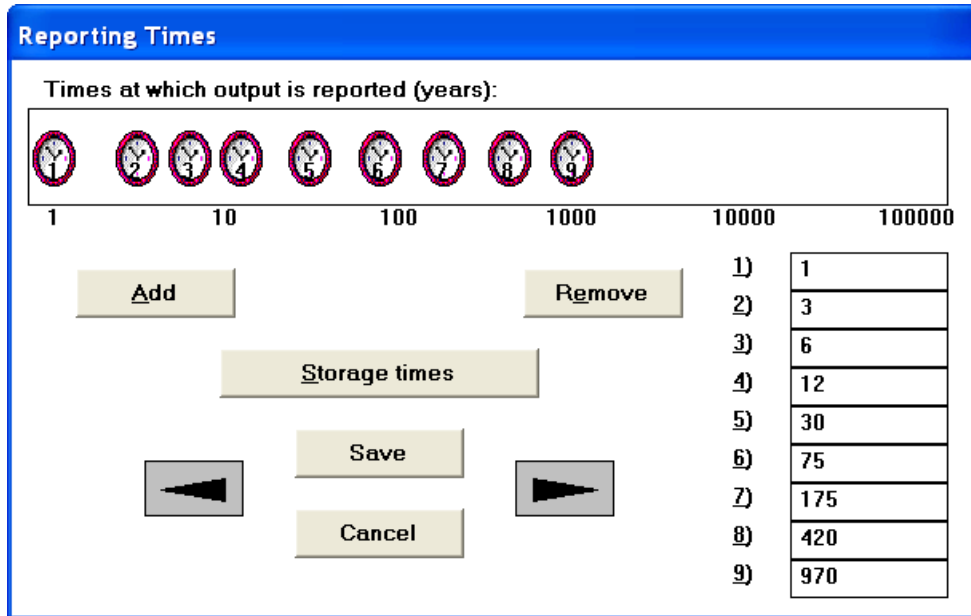 Reporting Times
Times at which output is reported (years):
1 2 3 4 5 6 7 8 9
1 10 100 1000 10000 100000
Add
Remove
Storage times
Save
Cancel
1) 1
2) 3
3) 6
4) 12
5) 30
6) 75
7) 175
8) 420
9) 970